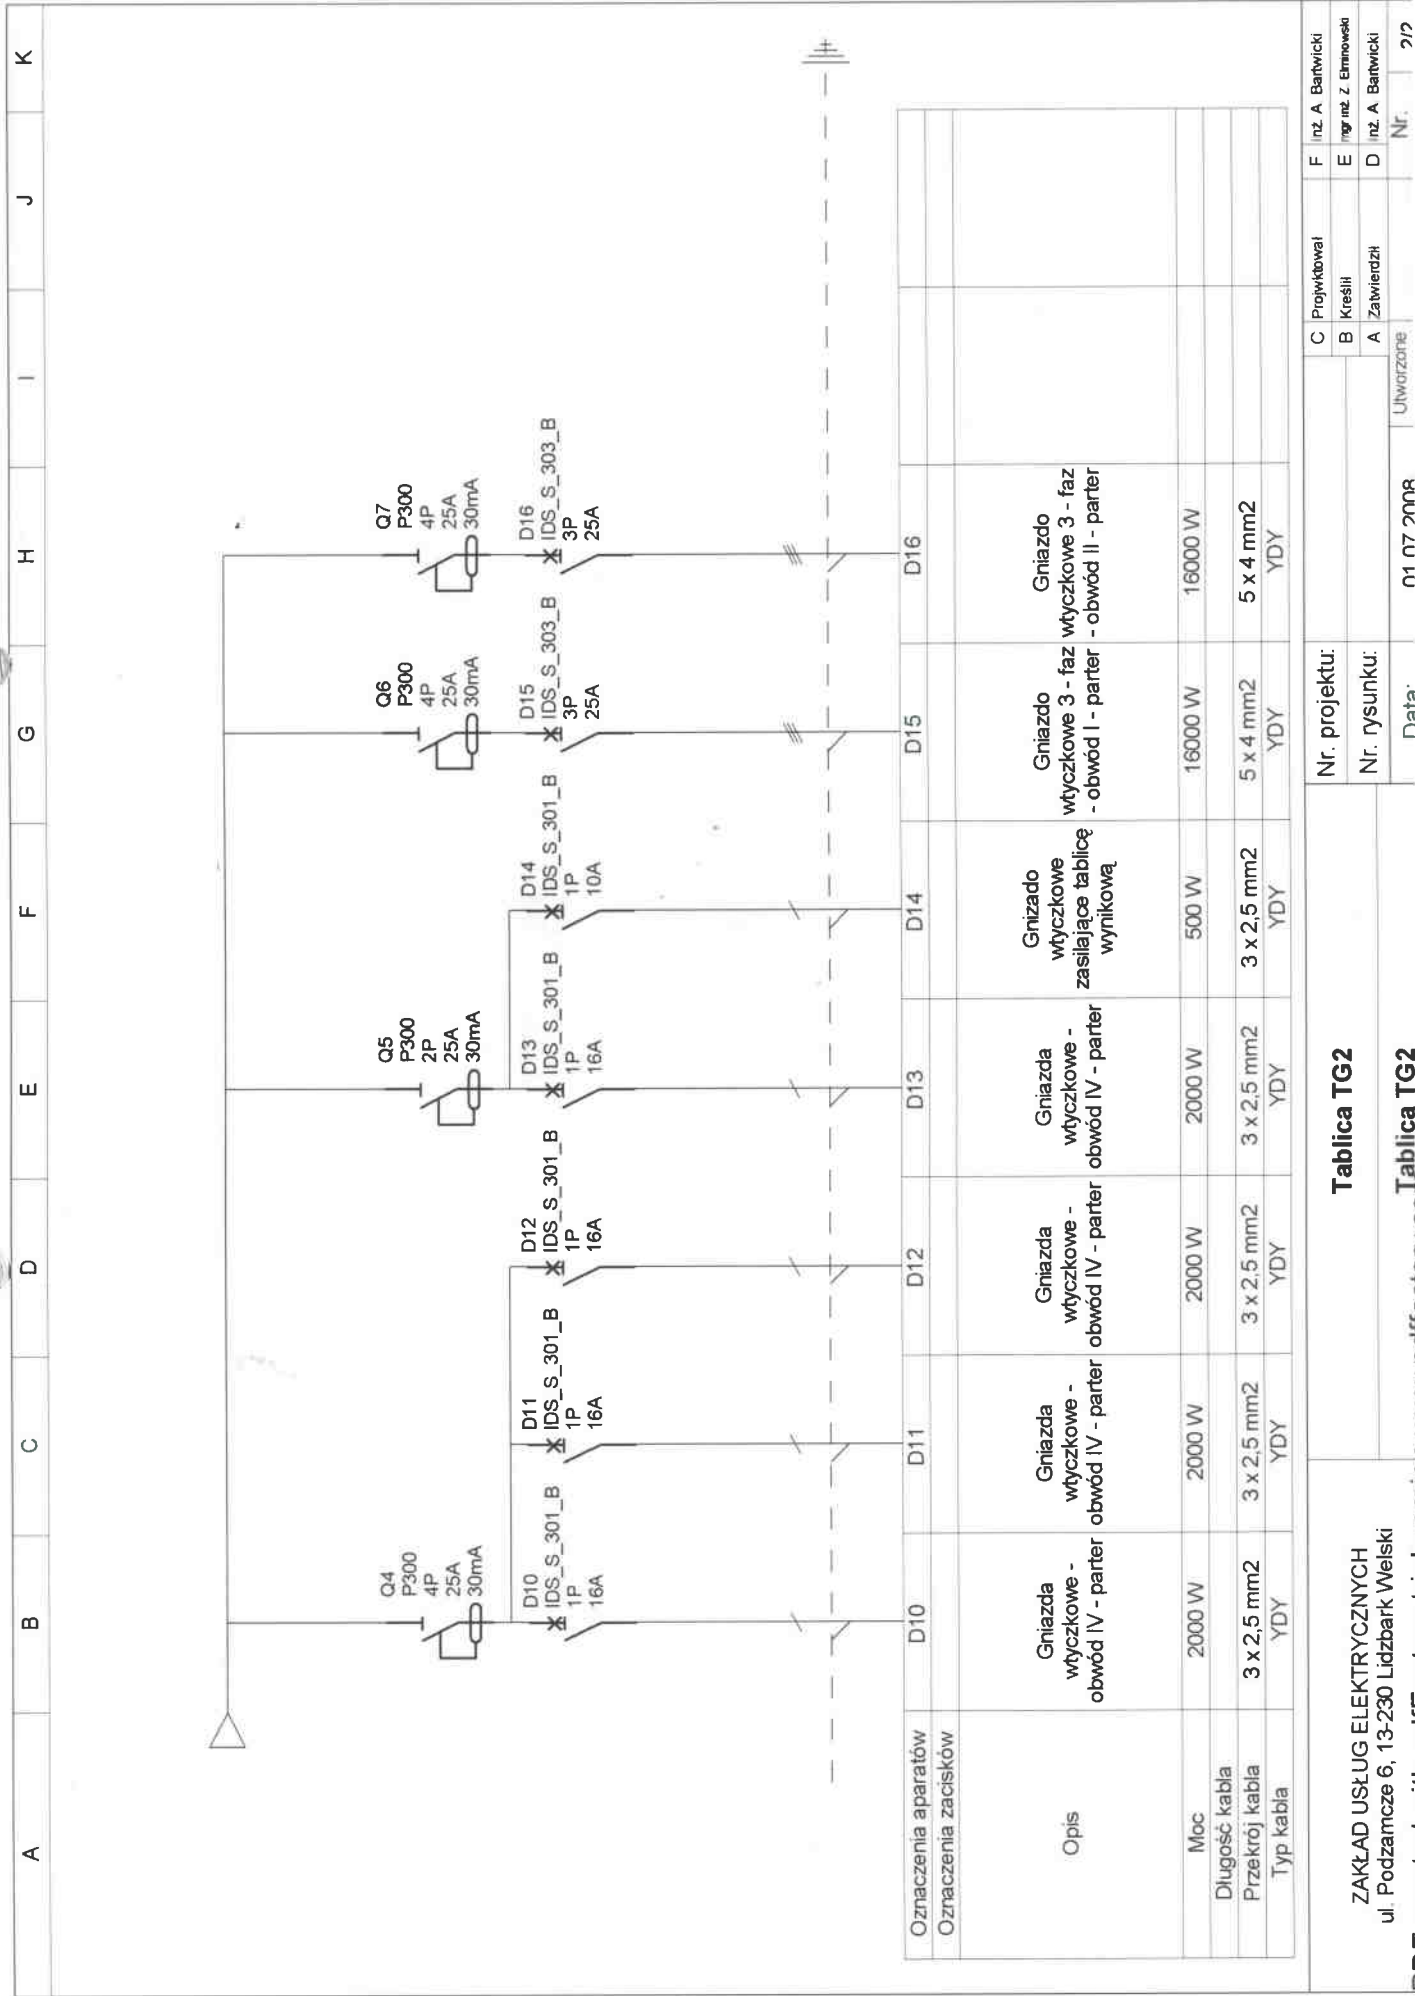 A B C D E F G H I J K
Q4
P300
4P
25A
30mA
Q5
P300
2P
25A
30mA
Q6
P300
4P
25A
30mA
Q7
P300
4P
25A
30mA
D10
IDS_S_301_B
1P
16A
D11
IDS_S_301_B
1P
16A
D12
IDS_S_301_B
1P
16A
D13
IDS_S_301_B
1P
16A
D14
IDS_S_301_B
1P
10A
D15
IDS_S_303_B
3P
25A
D16
IDS_S_303_B
3P
25A
Oznaczenia aparatów D10 D11 D12 D13 D14 D15 D16
Oznaczenia zacisków
Opis
Gniazda
wtyczkowe -
obwód IV - parter
Gniazda
wtyczkowe -
obwód IV - parter
Gniazda
wtyczkowe -
obwód IV - parter
Gniazda
wtyczkowe -
obwód IV - parter
Gnizado
wtyczkowe
zasilające tablicę
wynikową
Gniazdo
wtyczkowe 3 - faz
- obwód I - parter
Gniazdo
wtyczkowe 3 - faz
- obwód II - parter
Moc 2000 W 2000 W 2000 W 2000 W 500 W 16000 W 16000 W
Długość kabla
Przekrój kabla 3 x 2,5 mm2 3 x 2,5 mm2 3 x 2,5 mm2 3 x 2,5 mm2 3 x 2,5 mm2 5 x 4 mm2 5 x 4 mm2
Typ kabla YDY YDY YDY YDY YDY YDY YDY
ZAKŁAD USŁUG ELEKTRYCZNYCH
ul. Podzamcze 6, 13-230 Lidzbark Welski
Tablica TG2
Tablica TG2
Nr. projektu:
Nr. rysunku:
Data: 01.07.2008
Utworzone
C Projwktował F inż. A. Bartwicki
B Kreślił E mgr inż. Z. Elminowski
A Zatwierdził D inż. A. Bartwicki
Nr. 2/2